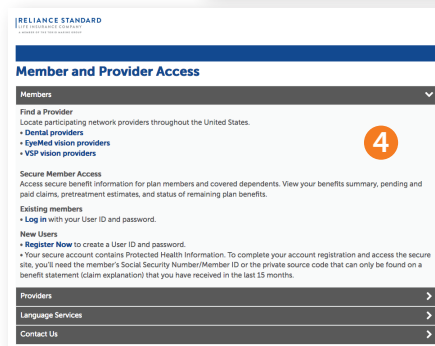 RELIANCE STANDARD
LIFE INSURANCE COMPANY
A MEMBER OF THE TOKIO MARINE GROUP
Member and Provider Access
Members
Find a Provider
Locate participating network providers throughout the United States.
• Dental providers
• EyeMed vision providers
• VSP vision providers
4
Secure Member Access
Access secure benefit information for plan members and covered dependents. View your benefits summary, pending and
paid claims, pretreatment estimates, and status of remaining plan benefits.
Existing members
• Log in with your User ID and password.
New Users
• Register Now to create a User ID and password.
• Your secure account contains Protected Health Information. To complete your account registration and access the secure
site, you'll need the member's Social Security Number/Member ID or the private source code that can only be found on a
benefit statement (claim explanation) that you have received in the last 15 months.
Providers
Language Services
Contact Us